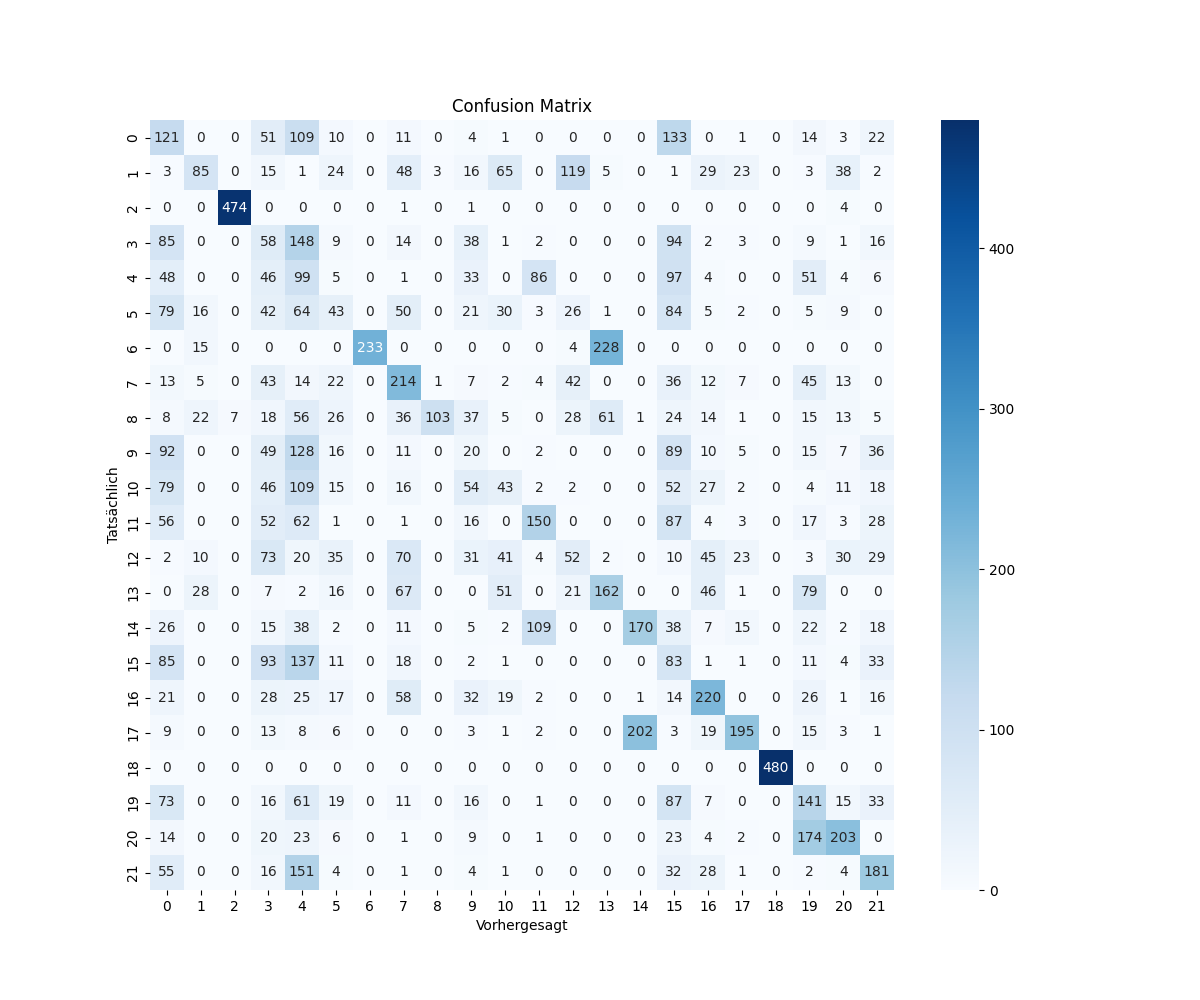 Confusion Matrix
0 121 0 0 51 109 10 0 11 0 4 1 0 0 0 0 133 0 1 0 14 3 22
1 3 85 0 15 1 24 0 48 3 16 65 0 119 5 0 1 29 23 0 3 38 2
2 0 0 474 0 0 0 0 1 0 1 0 0 0 0 0 0 0 0 0 0 4 0
3 85 0 0 58 148 9 0 14 0 38 1 2 0 0 0 94 2 3 0 9 1 16
4 48 0 0 46 99 5 0 1 0 33 0 86 0 0 0 97 4 0 0 51 4 6
5 79 16 0 42 64 43 0 50 0 21 30 3 26 1 0 84 5 2 0 5 9 0
6 0 15 0 0 0 0 233 0 0 0 0 0 4 228 0 0 0 0 0 0 0 0
7 13 5 0 43 14 22 0 214 1 7 2 4 42 0 0 36 12 7 0 45 13 0
8 8 22 7 18 56 26 0 36 103 37 5 0 28 61 1 24 14 1 0 15 13 5
9 92 0 0 49 128 16 0 11 0 20 0 2 0 0 0 89 10 5 0 15 7 36
10 79 0 0 46 109 15 0 16 0 54 43 2 2 0 0 52 27 2 0 4 11 18
11 56 0 0 52 62 1 0 1 0 16 0 150 0 0 0 87 4 3 0 17 3 28
12 2 10 0 73 20 35 0 70 0 31 41 4 52 2 0 10 45 23 0 3 30 29
13 0 28 0 7 2 16 0 67 0 0 51 0 21 162 0 0 46 1 0 79 0 0
14 26 0 0 15 38 2 0 11 0 5 2 109 0 0 170 38 7 15 0 22 2 18
15 85 0 0 93 137 11 0 18 0 2 1 0 0 0 0 83 1 1 0 11 4 33
16 21 0 0 28 25 17 0 58 0 32 19 2 0 0 1 14 220 0 0 26 1 16
17 9 0 0 13 8 6 0 0 0 3 1 2 0 0 202 3 19 195 0 15 3 1
18 0 0 0 0 0 0 0 0 0 0 0 0 0 0 0 0 0 0 480 0 0 0
19 73 0 0 16 61 19 0 11 0 16 0 1 0 0 0 87 7 0 0 141 15 33
20 14 0 0 20 23 6 0 1 0 9 0 1 0 0 0 23 4 2 0 174 203 0
21 55 0 0 16 151 4 0 1 0 4 1 0 0 0 0 32 28 1 0 2 4 181
0 1 2 3 4 5 6 7 8 9 10 11 12 13 14 15 16 17 18 19 20 21
Vorhergesagt
Tatsächlich
400
300
200
100
0